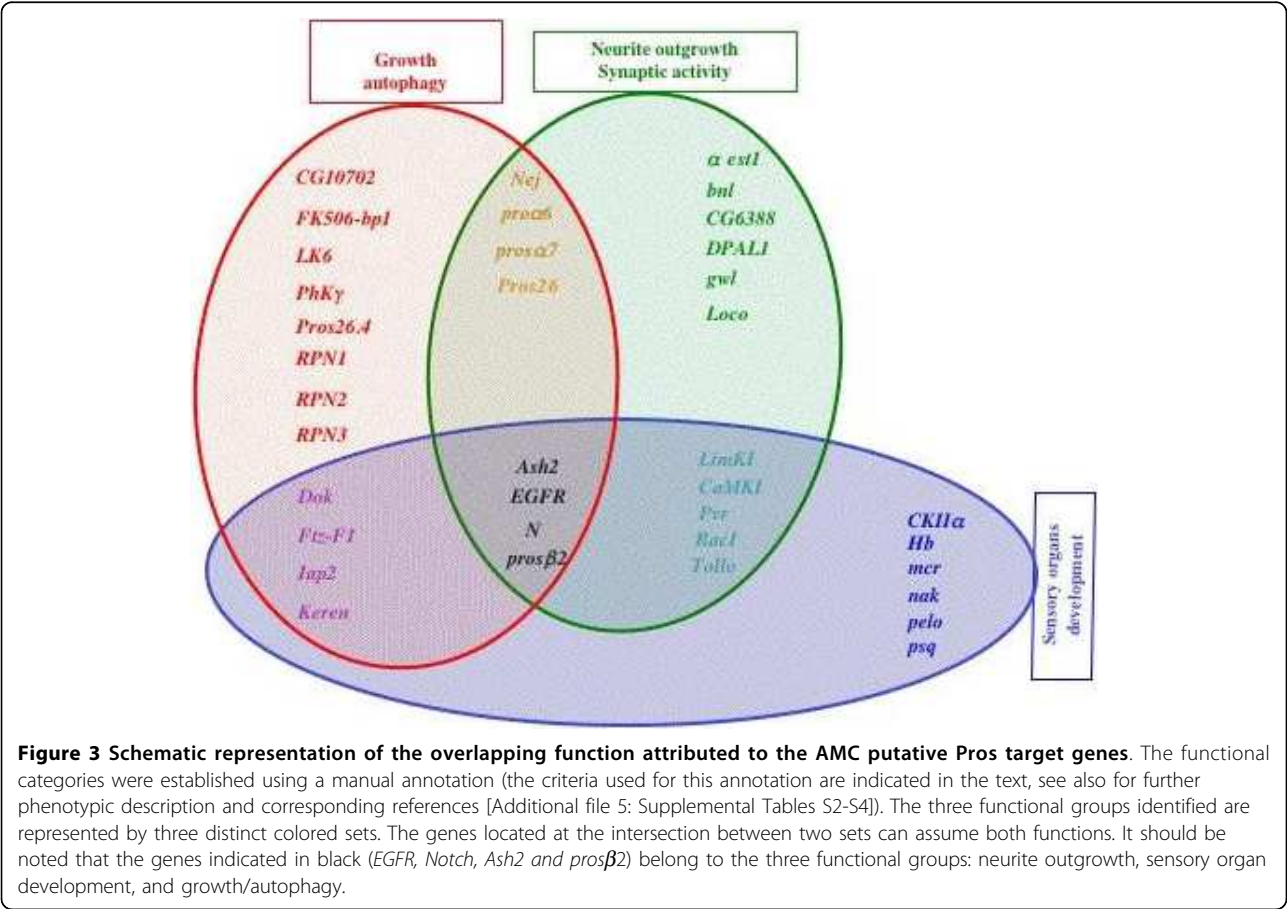 Growth
autophagy
Neurite outgrowth
Synaptic activity
CG10702
FK506-bp1
LK6
PhKγ
Pros26.4
RPN1
RPN2
RPN3
Nej
proα6
prosα7
Pros26
α est1
bnl
CG6388
DPAL1
gwl
Loco
Dok
Ftz-F1
Iap2
Keren
Ash2
EGFR
N
prosβ2
LimK1
CaMKI
Pvr
Rac1
Tollo
CKIIα
Hb
mcr
nak
pelo
psq
Sensory organs
development
Figure 3 Schematic representation of the overlapping function attributed to the AMC putative Pros target genes. The functional
categories were established using a manual annotation (the criteria used for this annotation are indicated in the text, see also for further
phenotypic description and corresponding references [Additional file 5: Supplemental Tables S2-S4]). The three functional groups identified are
represented by three distinct colored sets. The genes located at the intersection between two sets can assume both functions. It should be
noted that the genes indicated in black (EGFR, Notch, Ash2 and prosβ2) belong to the three functional groups: neurite outgrowth, sensory organ
development, and growth/autophagy.